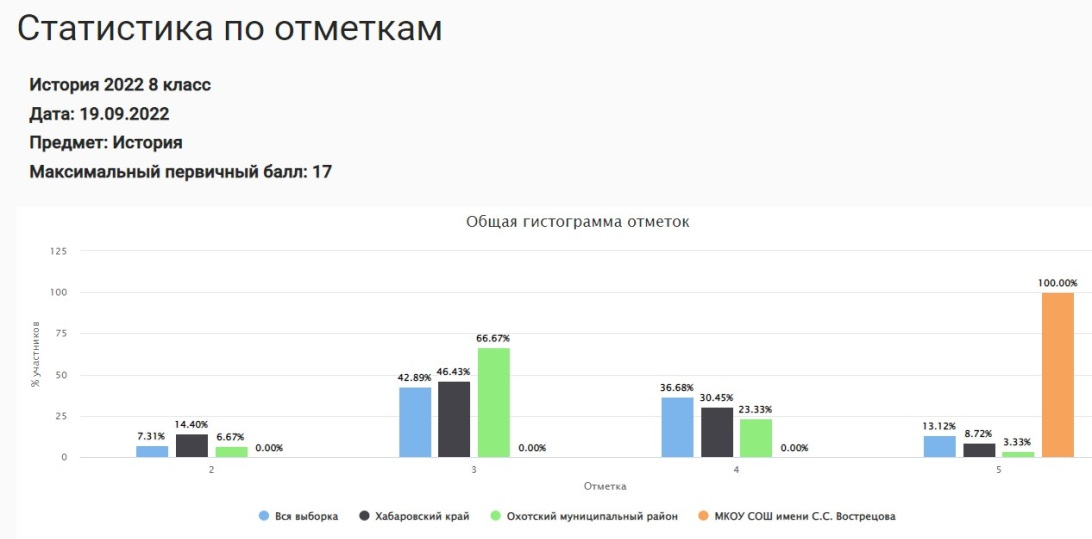 Статистика по отметкам
История 2022 8 класс
Дата: 19.09.2022
Предмет: История
Максимальный первичный балл: 17
Общая гистограмма отметок
125
100
75
50
25
0
% участников
7.31%
14.40%
6.67%
0.00%
42.89%
46.43%
66.67%
0.00%
36.68%
30.45%
23.33%
0.00%
13.12%
8.72%
3.33%
100.00%
2 3 4 5
Отметка
Вся выборка Хабаровский край Охотский муниципальный район МКОУ СОШ имени С.С. Вострецова